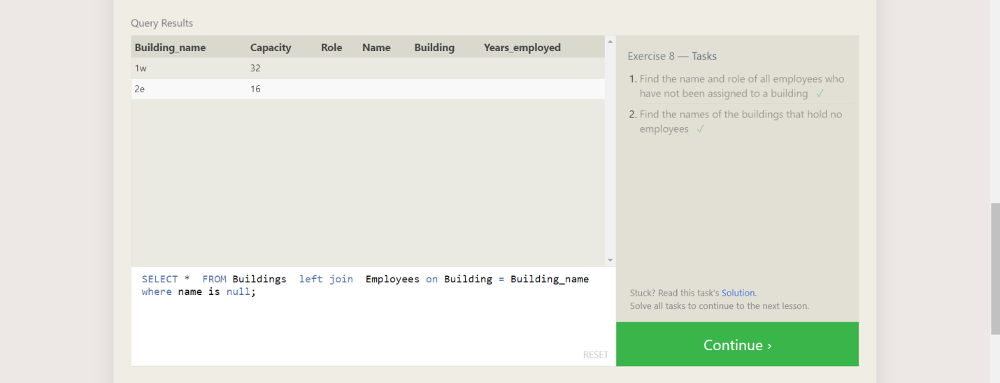 Query Results
Building_name Capacity Role Name Building Years_employed
1w 32
2e 16
SELECT *  FROM Buildings  left join  Employees on Building = Building_name
where name is null;
RESET
Exercise 8 — Tasks
1. Find the name and role of all employees who
have not been assigned to a building ✓
2. Find the names of the buildings that hold no
employees ✓
Stuck? Read this task's Solution.
Solve all tasks to continue to the next lesson.
Continue ›